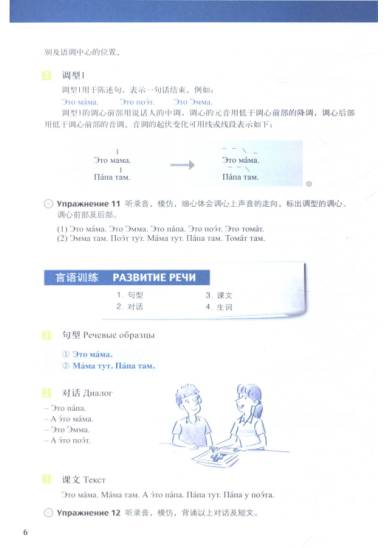 别及语调中心的位置。
调型1
调型1用于陈述句，表示一句话结束。例如：
Это ма́ма. Это поэ́т. Это Э́мма.
调型1的调心前部用说话人的中调，调心的元音用低于调心前部的降调，调心后部
用低于调心前部的音调。音调的起伏变化可用线或线段表示如下：
Это мама. Это ма́ма.
Па́па там. Па́па там.
Упражнение 11 听录音，模仿，细心体会调心上声音的走向，标出调型的调心、
调心前部及后部。
(1) Это ма́ма. Это Э́мма. Это па́па. Это поэ́т. Это тома́т.
(2) Э́мма там. Поэ́т тут. Ма́ма тут. Па́па там. Тома́т там.
言语训练 РАЗВИТИЕ РЕЧИ
1. 句型 3. 课文
2. 对话 4. 生词
句型 Речевые образцы
① Это ма́ма.
② Ма́ма тут. Па́па там.
对话 Диалог
– Это па́па.
– А э́то ма́ма.
– Это Э́мма.
– А э́то поэ́т.
课文 Текст
Это ма́ма. Ма́ма там. А э́то па́па. Па́па тут. Па́па у поэ́та.
Упражнение 12 听录音，模仿，背诵以上对话及短文。
6